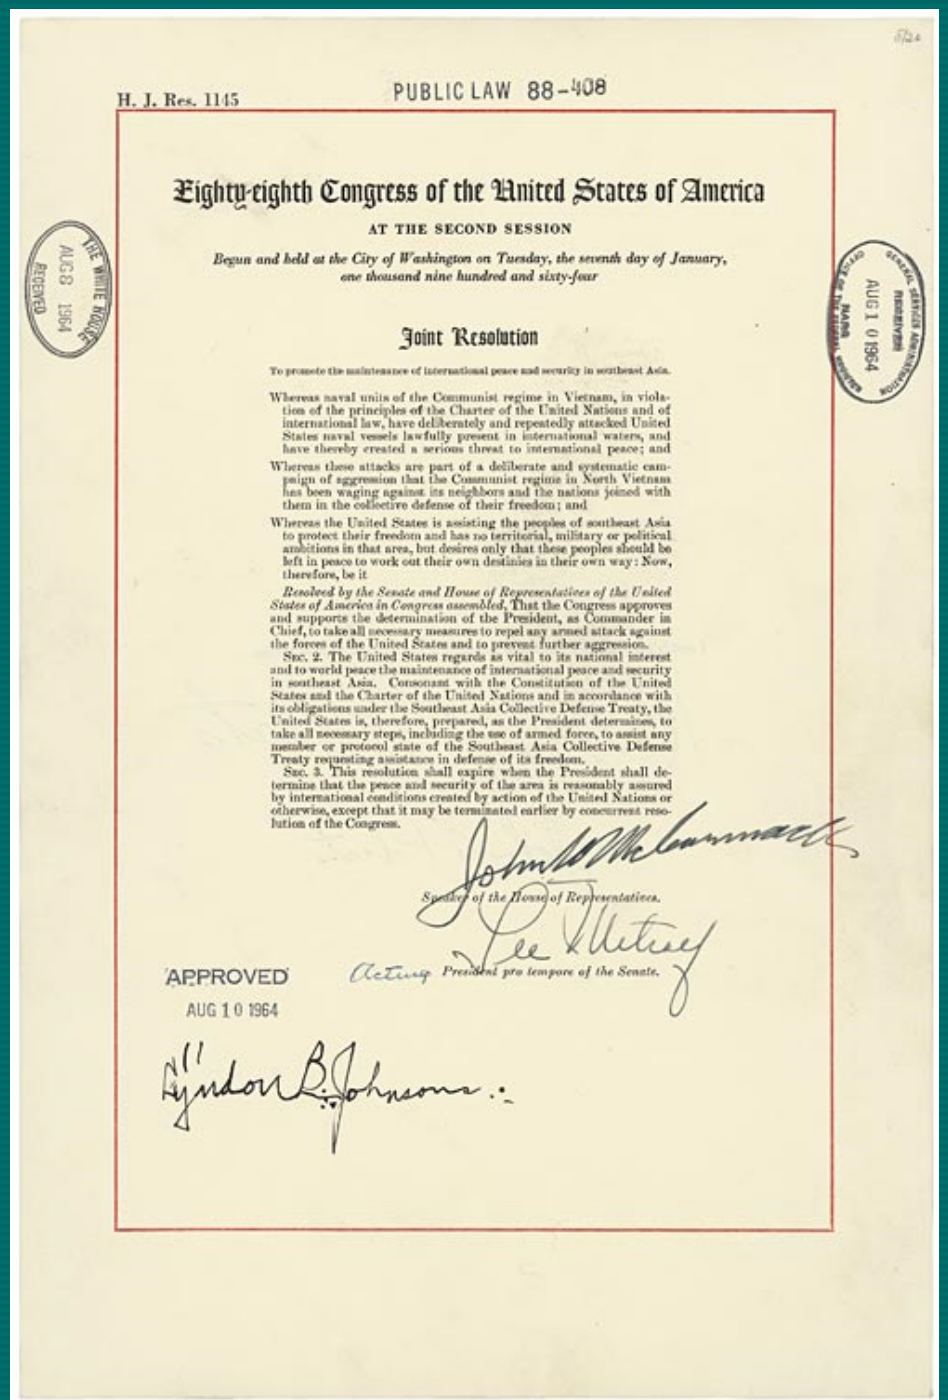 5/20
H. J. Res. 1145
PUBLIC LAW 88-408
Eighty-eighth Congress of the United States of America
AT THE SECOND SESSION
Begun and held at the City of Washington on Tuesday, the seventh day of January,
one thousand nine hundred and sixty-four
THE WHITE HOUSE
AUG 8 1964
RECEIVED
GENERAL SERVICES ADMINISTRATION
RECEIVED
AUG 10 1964
NARS
Joint Resolution
To promote the maintenance of international peace and security in southeast Asia.
Whereas naval units of the Communist regime in Vietnam, in viola-
tion of the principles of the Charter of the United Nations and of
international law, have deliberately and repeatedly attacked United
States naval vessels lawfully present in international waters, and
have thereby created a serious threat to international peace; and
Whereas these attacks are part of a deliberate and systematic cam-
paign of aggression that the Communist regime in North Vietnam
has been waging against its neighbors and the nations joined with
them in the collective defense of their freedom; and
Whereas the United States is assisting the peoples of southeast Asia
to protect their freedom and has no territorial, military or political
ambitions in that area, but desires only that these peoples should be
left in peace to work out their own destinies in their own way: Now,
therefore, be it
Resolved by the Senate and House of Representatives of the United
States of America in Congress assembled, That the Congress approves
and supports the determination of the President, as Commander in
Chief, to take all necessary measures to repel any armed attack against
the forces of the United States and to prevent further aggression.
SEC. 2. The United States regards as vital to its national interest
and to world peace the maintenance of international peace and security
in southeast Asia. Consonant with the Constitution of the United
States and the Charter of the United Nations and in accordance with
its obligations under the Southeast Asia Collective Defense Treaty, the
United States is, therefore, prepared, as the President determines, to
take all necessary steps, including the use of armed force, to assist any
member or protocol state of the Southeast Asia Collective Defense
Treaty requesting assistance in defense of its freedom.
SEC. 3. This resolution shall expire when the President shall de-
termine that the peace and security of the area is reasonably assured
by international conditions created by action of the United Nations or
otherwise, except that it may be terminated earlier by concurrent reso-
lution of the Congress.
John W McCormack
Speaker of the House of Representatives.
Lee Metcalf
Acting President pro tempore of the Senate.
APPROVED
AUG 10 1964
Lyndon B. Johnson